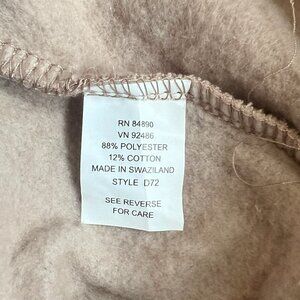 RN 84890
VN 92486
88% POLYESTER
12% COTTON
MADE IN SWAZILAND
STYLE D72
SEE REVERSE
FOR CARE